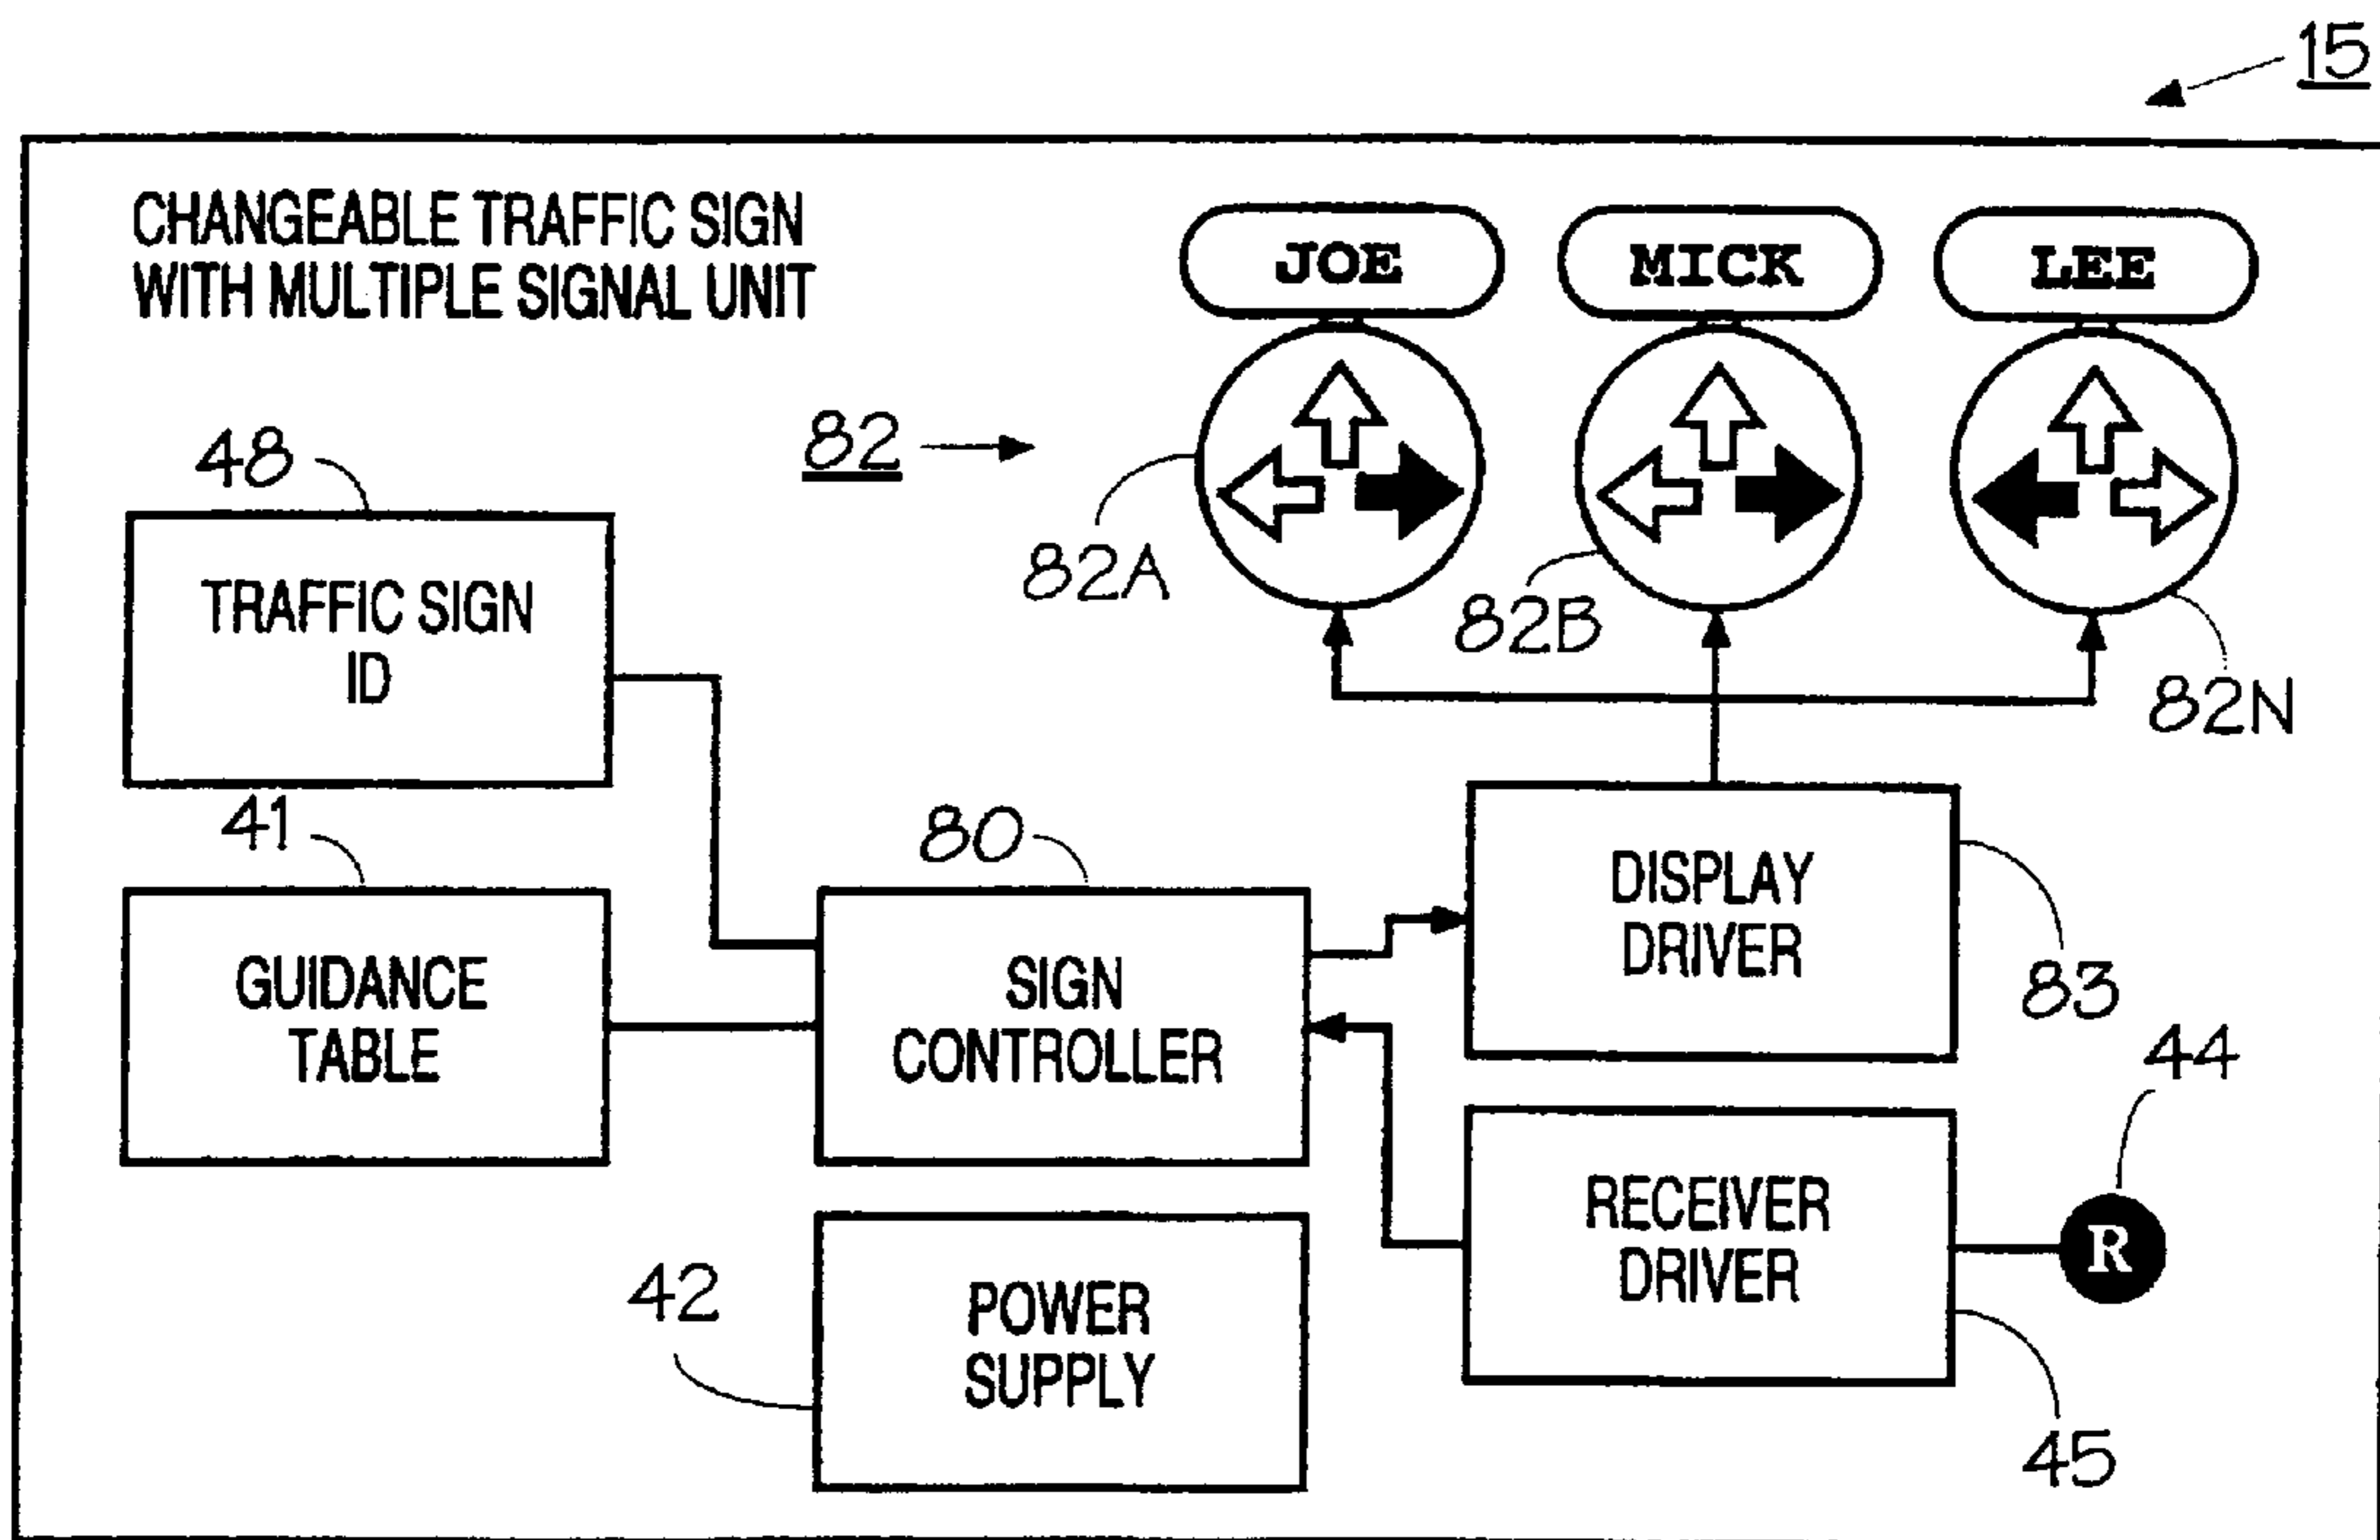 15
CHANGEABLE TRAFFIC SIGN
WITH MULTIPLE SIGNAL UNIT
JOE
MICK
LEE
82
48
82A
82B
82N
TRAFFIC SIGN
ID
41
80
GUIDANCE
TABLE
SIGN
CONTROLLER
DISPLAY
DRIVER
83
44
RECEIVER
DRIVER
R
42
POWER
SUPPLY
45